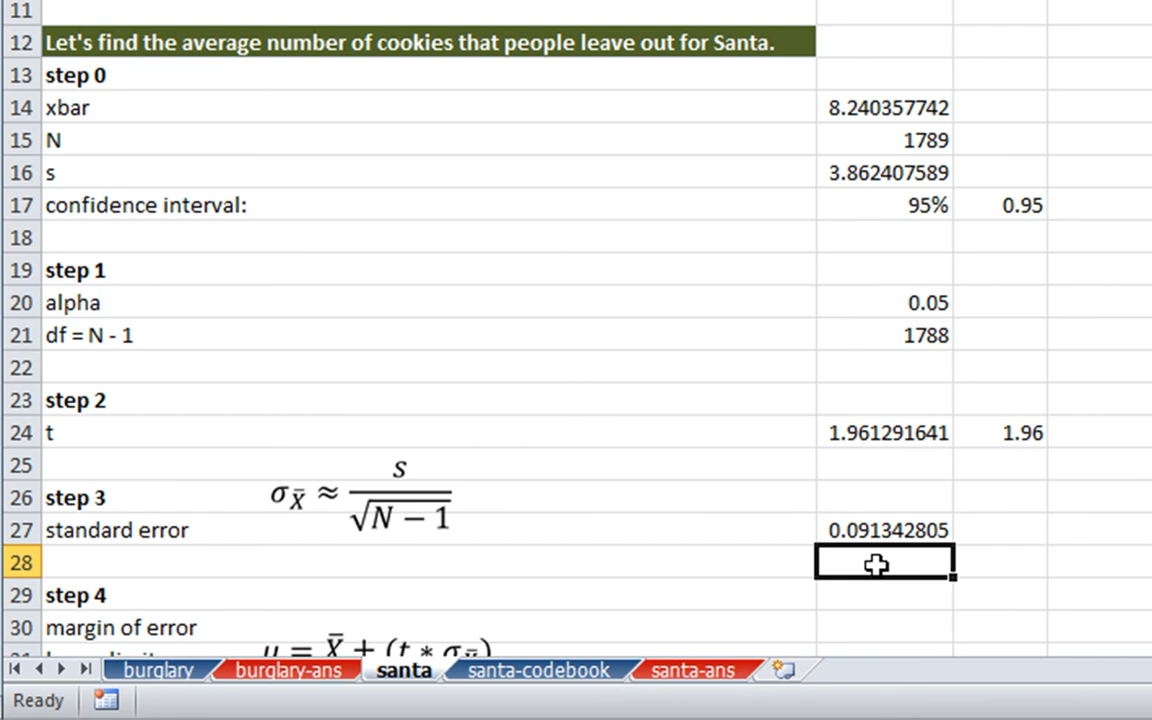 11
12 Let's find the average number of cookies that people leave out for Santa.
13 step 0
14 xbar 8.240357742
15 N 1789
16 s 3.862407589
17 confidence interval: 95% 0.95
18
19 step 1
20 alpha 0.05
21 df = N - 1 1788
22
23 step 2
24 t 1.961291641 1.96
25
26 step 3 σX̄ ≈ s / √N − 1
27 standard error 0.091342805
28
29 step 4
30 margin of error
burglary burglary-ans santa santa-codebook santa-ans
Ready